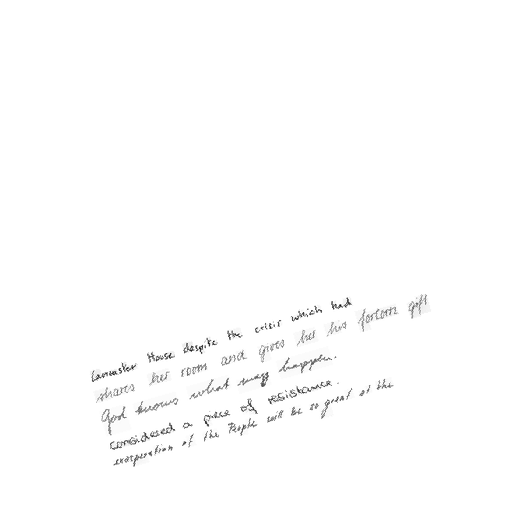 Lancaster House despite the crisis which had
shares her room and gives her his forlorn gift
God knows what may happen.
considered a piece of resistance.
exasperation of the People will be so great at the